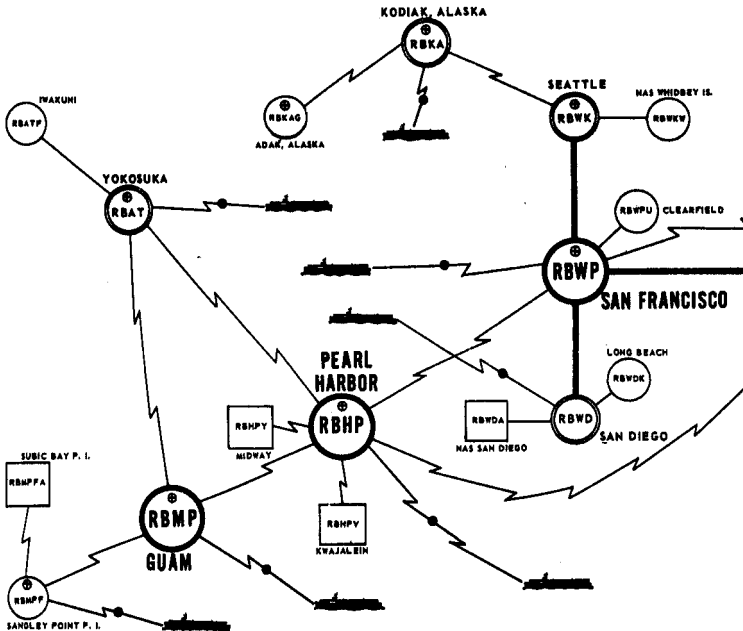 KODIAK, ALASKA
RBKA
SEATTLE
RBWK
NAS WHIDBEY IS.
RBWKW
IWAKUNI
RBATF
RBKAG
ADAK, ALASKA
YOKOSUKA
RBAT
RBWPU
CLEARFIELD
RBWP
SAN FRANCISCO
PEARL
HARBOR
RBHP
LONG BEACH
RBWDK
RBHPY
MIDWAY
RBWDA
NAS SAN DIEGO
RBWD
SAN DIEGO
SUBIC BAY P. I.
RBMPFA
RBMP
GUAM
RBHPV
KWAJALEIN
RBMPF
SANGLEY POINT P. I.